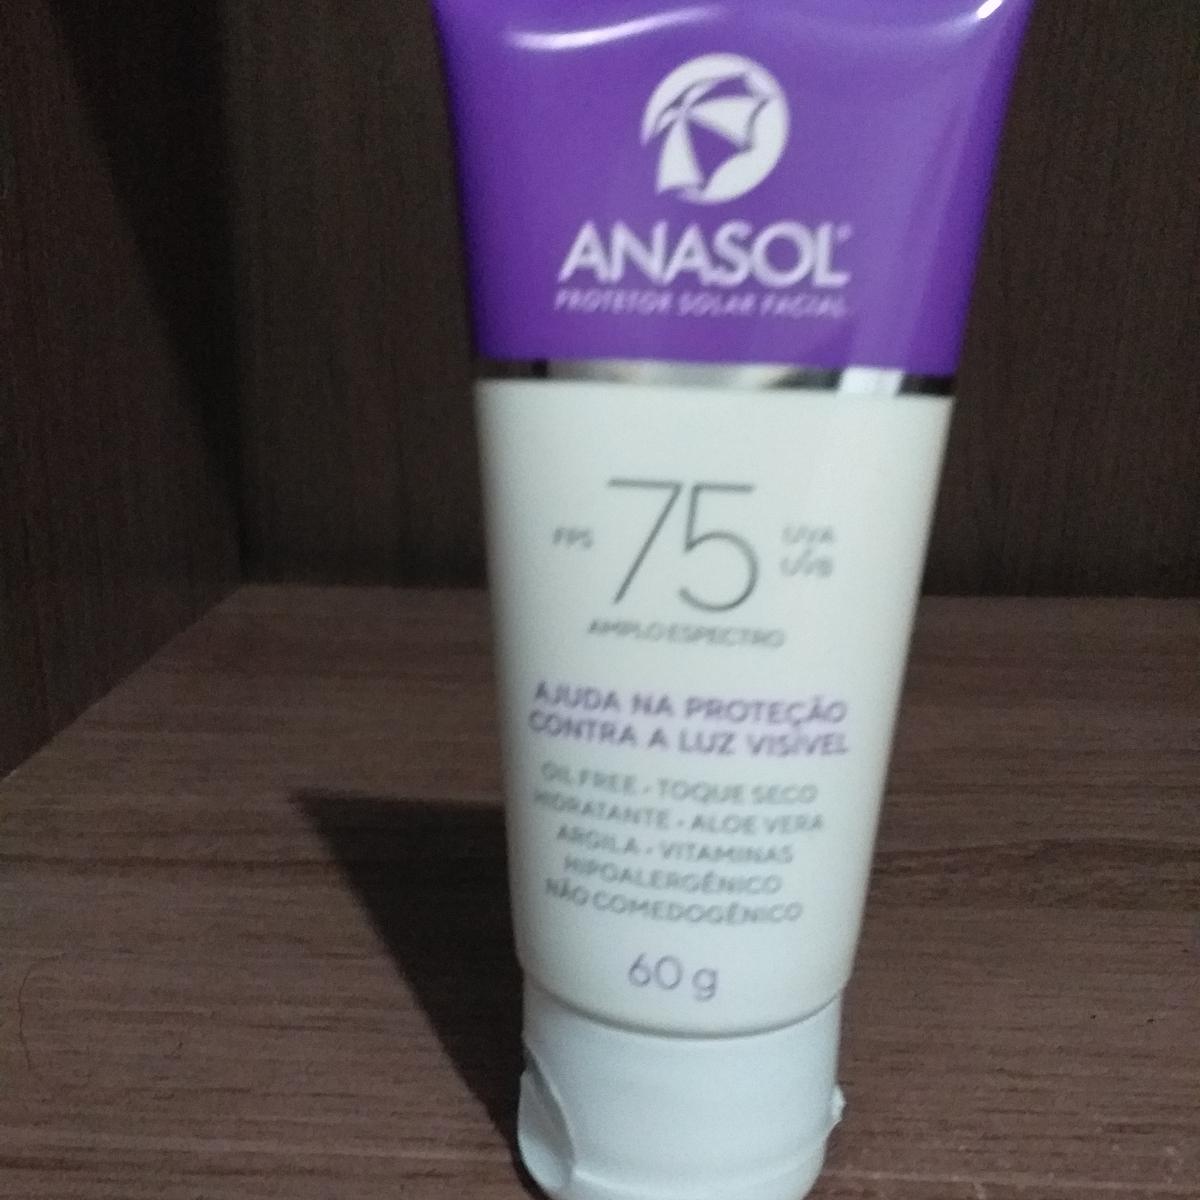 ANASOL®
PROTETOR SOLAR FACIAL
FPS 75 UVA
UVB
AMPLO ESPECTRO
AJUDA NA PROTEÇÃO
CONTRA A LUZ VISÍVEL
OIL FREE - TOQUE SECO
HIDRATANTE - ALOE VERA
ARGILA - VITAMINAS
HIPOALERGÊNICO
NÃO COMEDOGÊNICO
60 g